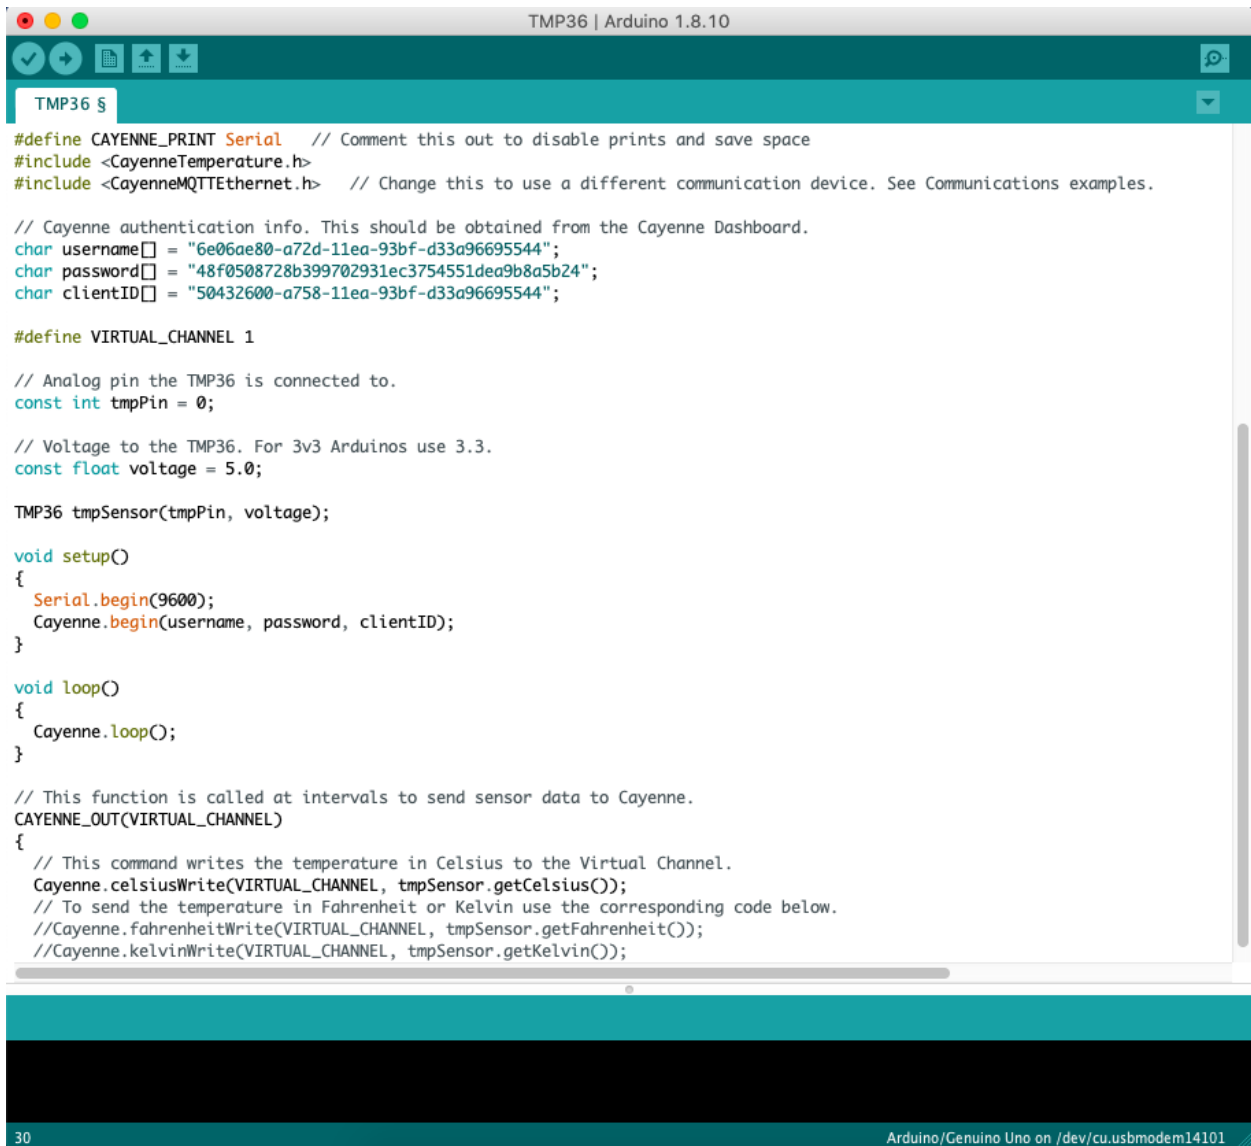 TMP36 | Arduino 1.8.10
TMP36 §
#define CAYENNE_PRINT Serial   // Comment this out to disable prints and save space
#include <CayenneTemperature.h>
#include <CayenneMQTTEthernet.h>   // Change this to use a different communication device. See Communications examples.
// Cayenne authentication info. This should be obtained from the Cayenne Dashboard.
char username[] = "6e06ae80-a72d-11ea-93bf-d33a96695544";
char password[] = "48f0508728b399702931ec3754551dea9b8a5b24";
char clientID[] = "50432600-a758-11ea-93bf-d33a96695544";
#define VIRTUAL_CHANNEL 1
// Analog pin the TMP36 is connected to.
const int tmpPin = 0;
// Voltage to the TMP36. For 3v3 Arduinos use 3.3.
const float voltage = 5.0;
TMP36 tmpSensor(tmpPin, voltage);
void setup()
{
  Serial.begin(9600);
  Cayenne.begin(username, password, clientID);
}
void loop()
{
  Cayenne.loop();
}
// This function is called at intervals to send sensor data to Cayenne.
CAYENNE_OUT(VIRTUAL_CHANNEL)
{
  // This command writes the temperature in Celsius to the Virtual Channel.
  Cayenne.celsiusWrite(VIRTUAL_CHANNEL, tmpSensor.getCelsius());
  // To send the temperature in Fahrenheit or Kelvin use the corresponding code below.
  //Cayenne.fahrenheitWrite(VIRTUAL_CHANNEL, tmpSensor.getFahrenheit());
  //Cayenne.kelvinWrite(VIRTUAL_CHANNEL, tmpSensor.getKelvin());
30
Arduino/Genuino Uno on /dev/cu.usbmodem14101